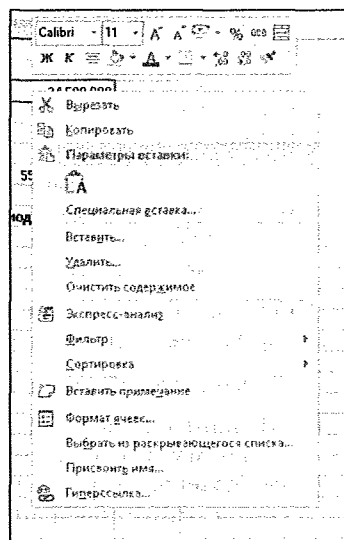 Calibri 11 А А % 000
Ж К А
Вырезать
Копировать
Параметры вставки:
А
Специальная вставка...
Вставить...
Удалить...
Очистить содержимое
Экспресс-анализ
Фильтр
Сортировка
Вставить примечание
Формат ячеек...
Выбрать из раскрывающегося списка...
Присвоить имя...
Гиперссылка...